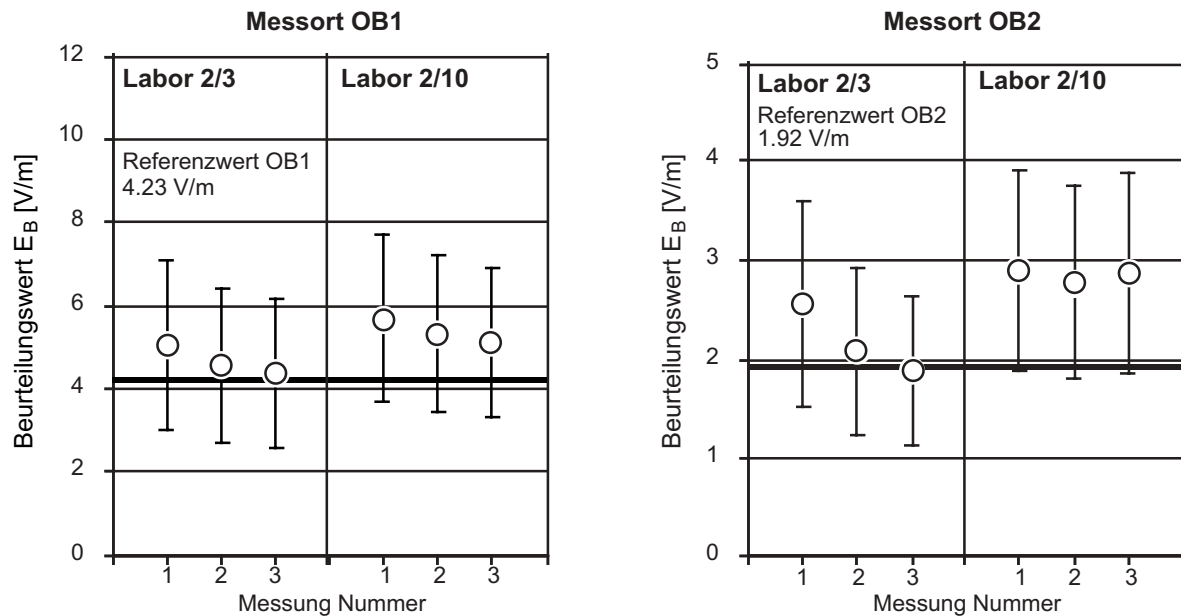 Messort OB1
Beurteilungswert E_B [V/m]
12
10
8
6
4
2
0
Labor 2/3
Labor 2/10
Referenzwert OB1
4.23 V/m
1 2 3 1 2 3
Messung Nummer
Messort OB2
Beurteilungswert E_B [V/m]
5
4
3
2
1
0
Labor 2/3
Labor 2/10
Referenzwert OB2
1.92 V/m
1 2 3 1 2 3
Messung Nummer